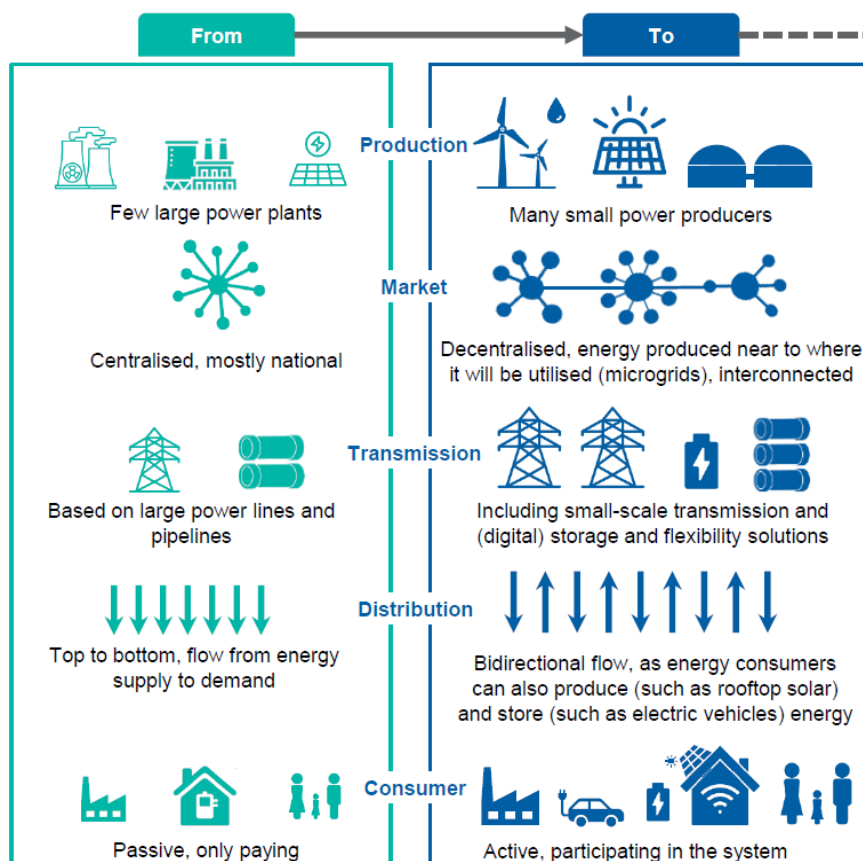 From
To
Production
Few large power plants
Many small power producers
Market
Centralised, mostly national
Decentralised, energy produced near to where
it will be utilised (microgrids), interconnected
Transmission
Based on large power lines and
pipelines
Including small-scale transmission and
(digital) storage and flexibility solutions
Distribution
Top to bottom, flow from energy
supply to demand
Bidirectional flow, as energy consumers
can also produce (such as rooftop solar)
and store (such as electric vehicles) energy
Consumer
Passive, only paying
Active, participating in the system